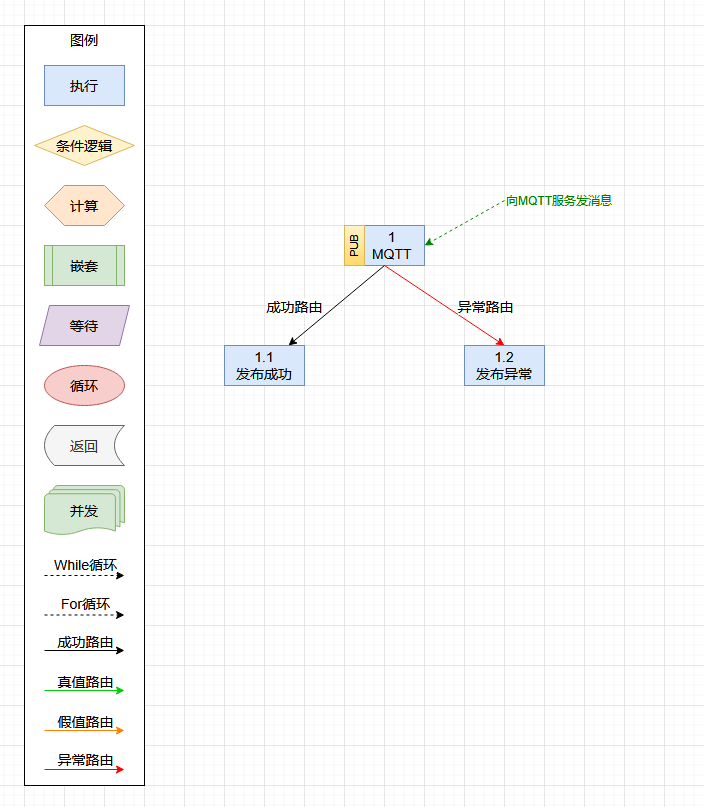 图例
执行
条件逻辑
计算
嵌套
等待
循环
返回
并发
While循环
For循环
成功路由
真值路由
假值路由
异常路由
向MQTT服务发消息
PUB
1
MQTT
成功路由
异常路由
1.1
发布成功
1.2
发布异常